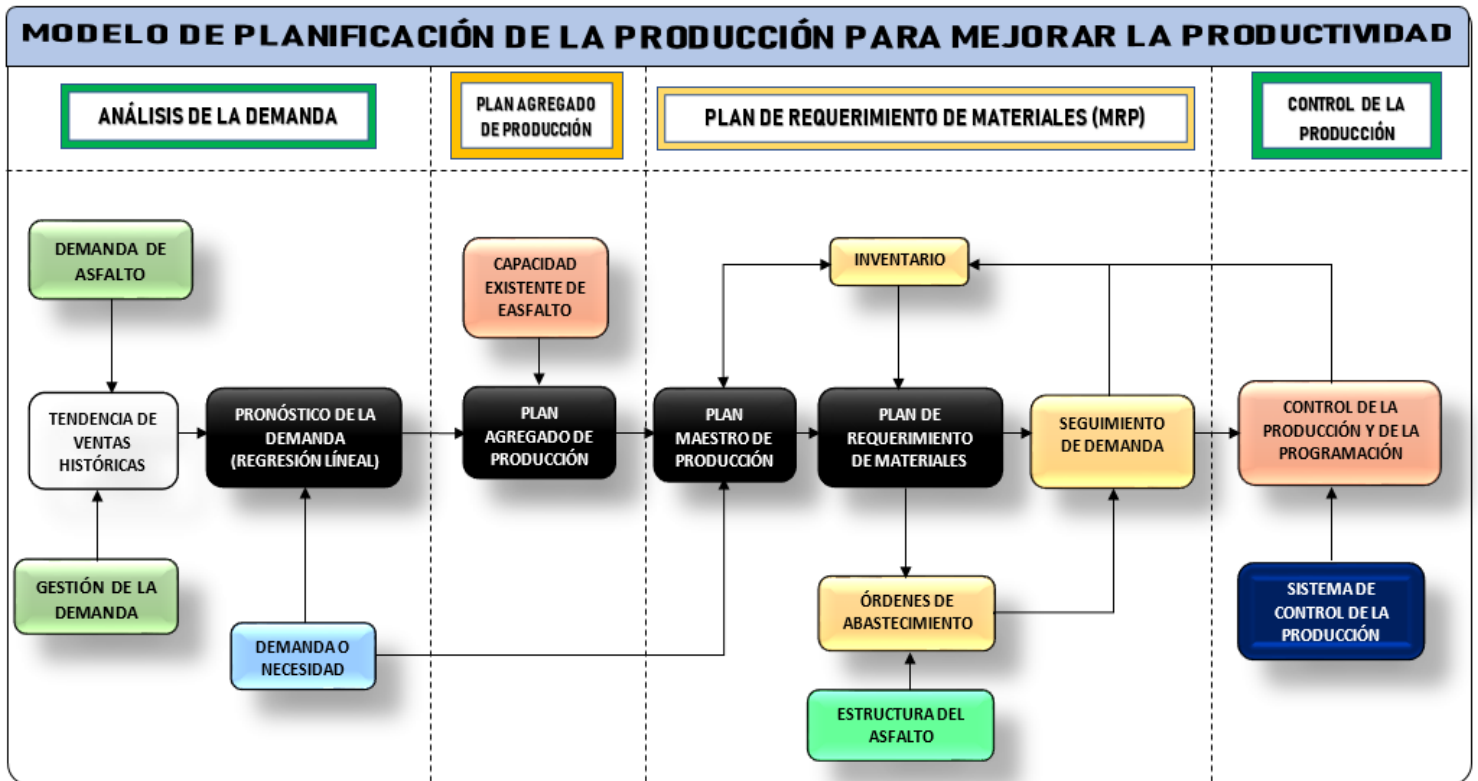 MODELO DE PLANIFICACIÓN DE LA PRODUCCIÓN PARA MEJORAR LA PRODUCTIVIDAD
ANÁLISIS DE LA DEMANDA
PLAN AGREGADO
DE PRODUCCIÓN
PLAN DE REQUERIMIENTO DE MATERIALES (MRP)
CONTROL DE LA
PRODUCCIÓN
DEMANDA DE
ASFALTO
TENDENCIA DE
VENTAS
HISTÓRICAS
GESTIÓN DE LA
DEMANDA
PRONÓSTICO DE LA
DEMANDA
(REGRESIÓN LÍNEAL)
DEMANDA O
NECESIDAD
CAPACIDAD
EXISTENTE DE
EASFALTO
PLAN
AGREGADO DE
PRODUCCIÓN
INVENTARIO
PLAN
MAESTRO DE
PRODUCCIÓN
PLAN DE
REQUERIMIENTO
DE MATERIALES
SEGUIMIENTO
DE DEMANDA
ÓRDENES DE
ABASTECIMIENTO
ESTRUCTURA DEL
ASFALTO
CONTROL DE LA
PRODUCCIÓN Y DE LA
PROGRAMACIÓN
SISTEMA DE
CONTROL DE LA
PRODUCCIÓN